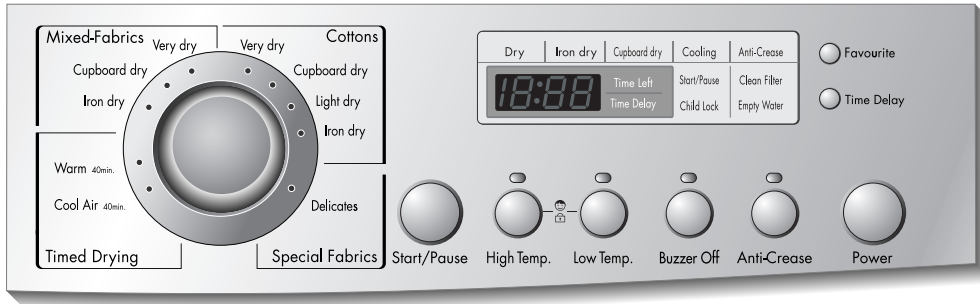 Mixed-Fabrics
Very dry
Cupboard dry
Iron dry
Very dry
Cottons
Cupboard dry
Light dry
Iron dry
Warm 40min.
Cool Air 40min.
Timed Drying
Delicates
Special Fabrics
Dry Iron dry Cupboard dry Cooling Anti-Crease
18:88
Time Left
Time Delay
Start/Pause
Child Lock
Clean Filter
Empty Water
Favourite
Time Delay
Start/Pause
High Temp.
Low Temp.
Buzzer Off
Anti-Crease
Power